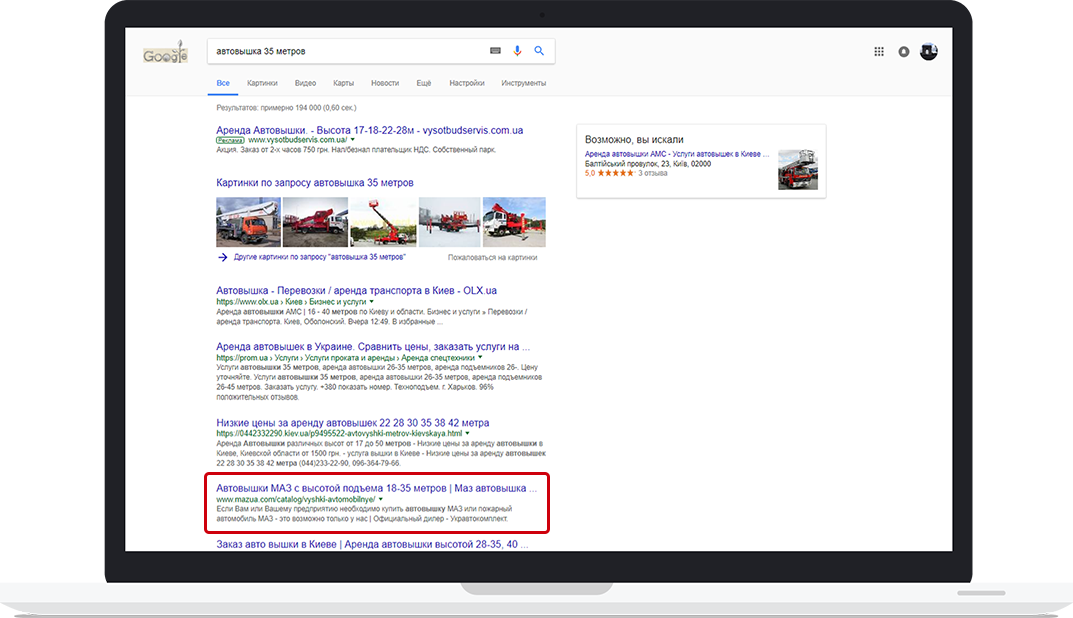 Google
автовышка 35 метров
Все Картинки Видео Карты Новости Ещё Настройки Инструменты
Результатов: примерно 194 000 (0,60 сек.)
Аренда Автовышки. - Высота 17-18-22-28м - vysotbudservis.com.ua
Реклама www.vysotbudservis.com.ua/
Акция. Заказ от 2-х часов 750 грн. Нал/безнал плательщик НДС. Собственный парк.
Картинки по запросу автовышка 35 метров
Другие картинки по запросу "автовышка 35 метров"
Пожаловаться на картинки
Автовышка - Перевозки / аренда транспорта в Киев - OLX.ua
https://www.olx.ua › Киев › Бизнес и услуги
Аренда автовышки АМС | 16 - 40 метров по Киеву и области. Бизнес и услуги » Перевозки /
аренда транспорта. Киев, Оболонский. Вчера 12:49. В избранные ...
Аренда автовышек в Украине. Сравнить цены, заказать услуги на ...
https://prom.ua › Услуги › Услуги проката и аренды › Аренда спецтехники
Услуги автовышки 35 метров, аренда автовышки 26-35 метров, аренда подъемников 26-. Цену
уточняйте. Услуги автовышки 35 метров, аренда автовышки 26-35 метров, аренда подъемников
26-45 метров. Заказать услугу. +380 показать номер. Техноподъем. г. Харьков. 96%
положительных отзывов.
Низкие цены за аренду автовышек 22 28 30 35 38 42 метра
https://0442332290.kiev.ua/p9495522-avtovyshki-metrov-kievskaya.html
Аренда Автовышки различных высот от 17 до 50 метров - Низкие цены за аренду автовышки в
Киеве, Киевской области от 1500 грн. - услуга вышки в Киеве - Низкие цены за аренду автовышек
22 28 30 35 38 42 метра (044)233-22-90, 096-364-79-66.
Автовышки МАЗ с высотой подъема 18-35 метров | Маз автовышка ...
www.mazua.com/catalog/vyshki-avtomobilnye/
Если Вам или Вашему предприятию необходимо купить автовышку МАЗ или пожарный
автомобиль МАЗ - это возможно только у нас | Официальный дилер - Укравтокомплект.
Заказ авто вышки в Киеве | Аренда автовышки высотой 28-35, 40 ...
Возможно, вы искали
Аренда автовышки АМС - Услуги автовышек в Киеве ...
Балтійський провулок, 23, Київ, 02000
5,0 3 отзыва